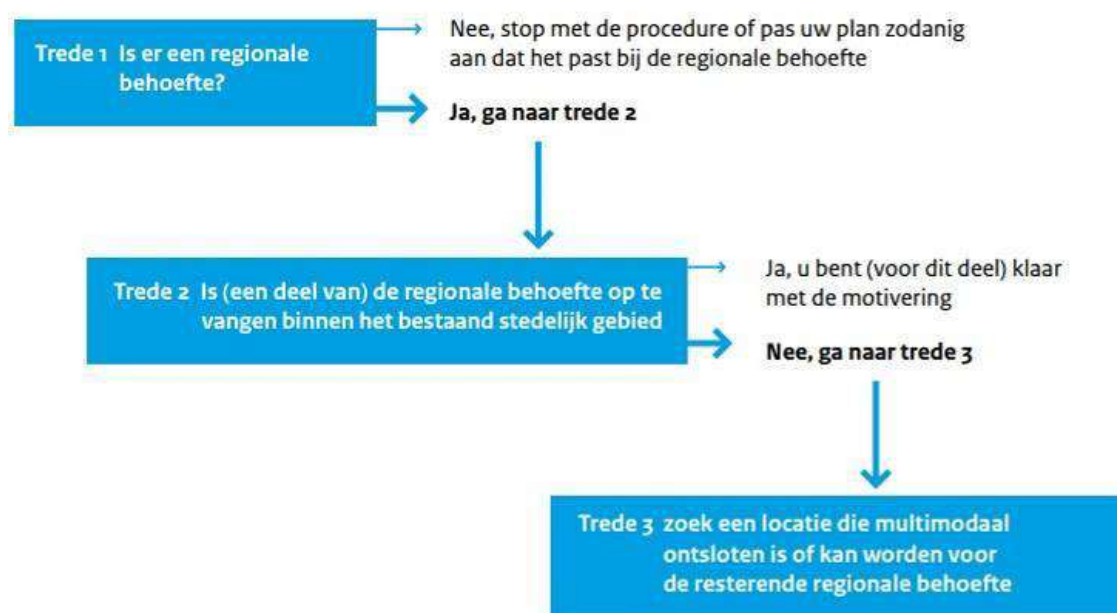 Trede 1 Is er een regionale
behoefte?
Nee, stop met de procedure of pas uw plan zodanig
aan dat het past bij de regionale behoefte
Ja, ga naar trede 2
Trede 2 Is (een deel van) de regionale behoefte op te
vangen binnen het bestaand stedelijk gebied
Ja, u bent (voor dit deel) klaar
met de motivering
Nee, ga naar trede 3
Trede 3 zoek een locatie die multimodaal
ontsloten is of kan worden voor
de resterende regionale behoefte